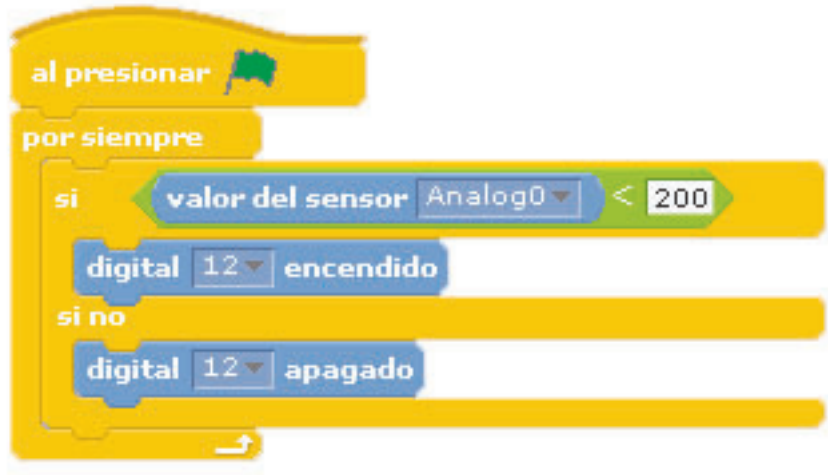 al presionar
por siempre
si valor del sensor Analog0 < 200
digital 12 encendido
si no
digital 12 apagado